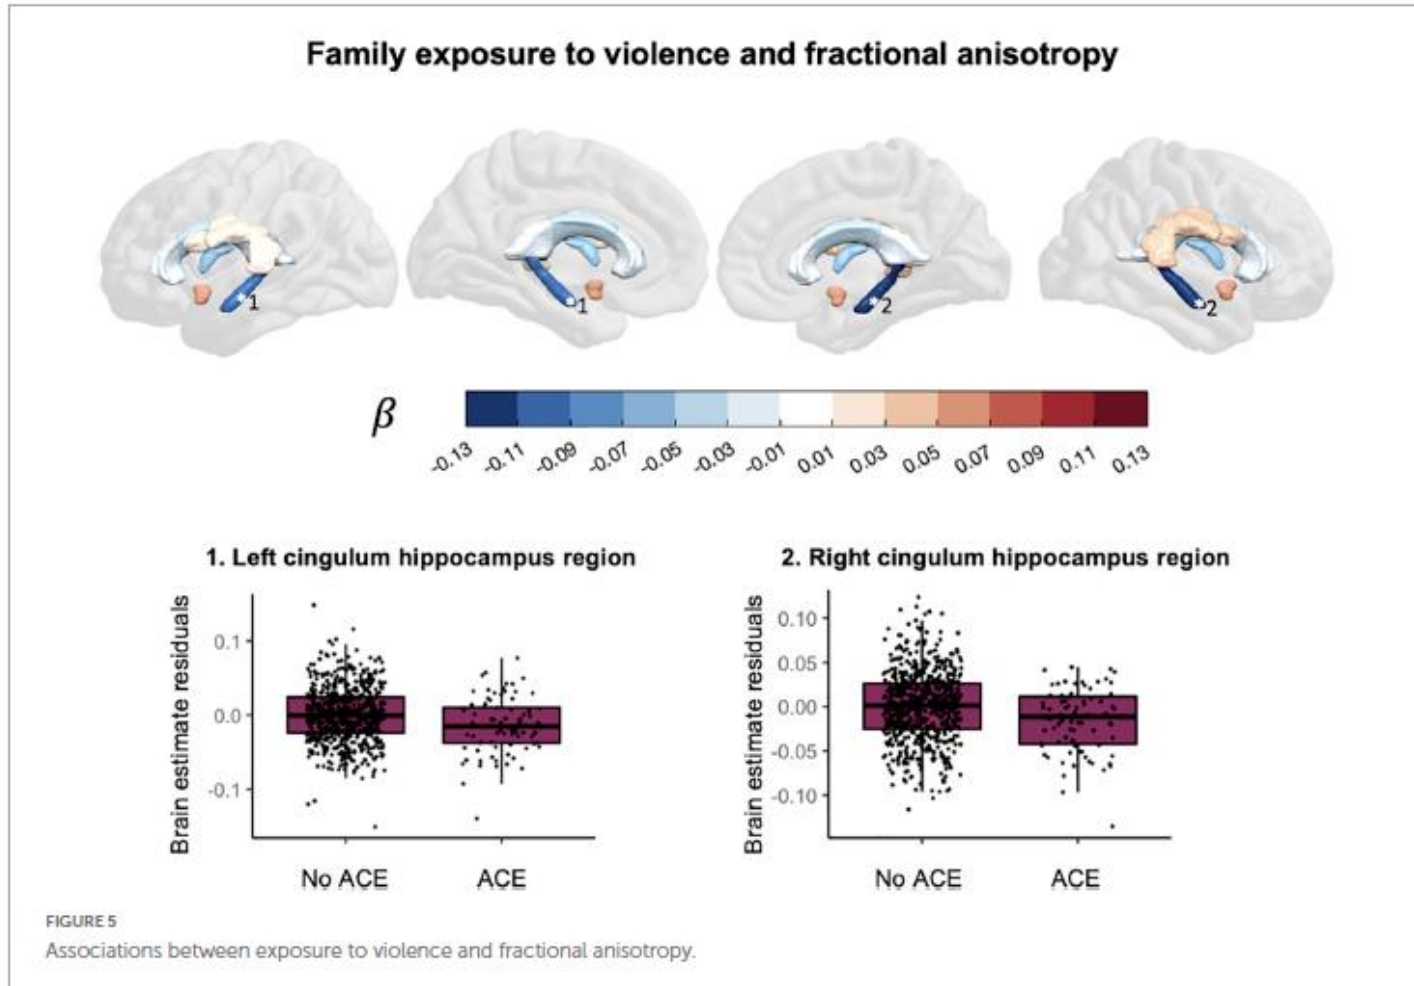 Family exposure to violence and fractional anisotropy
*1 *1 *2 *2
β
-0.13 -0.11 -0.09 -0.07 -0.05 -0.03 -0.01 0.01 0.03 0.05 0.07 0.09 0.11 0.13
1. Left cingulum hippocampus region
Brain estimate residuals
0.1
0.0
-0.1
No ACE ACE
2. Right cingulum hippocampus region
Brain estimate residuals
0.10
0.05
0.00
-0.05
-0.10
No ACE ACE
FIGURE 5
Associations between exposure to violence and fractional anisotropy.